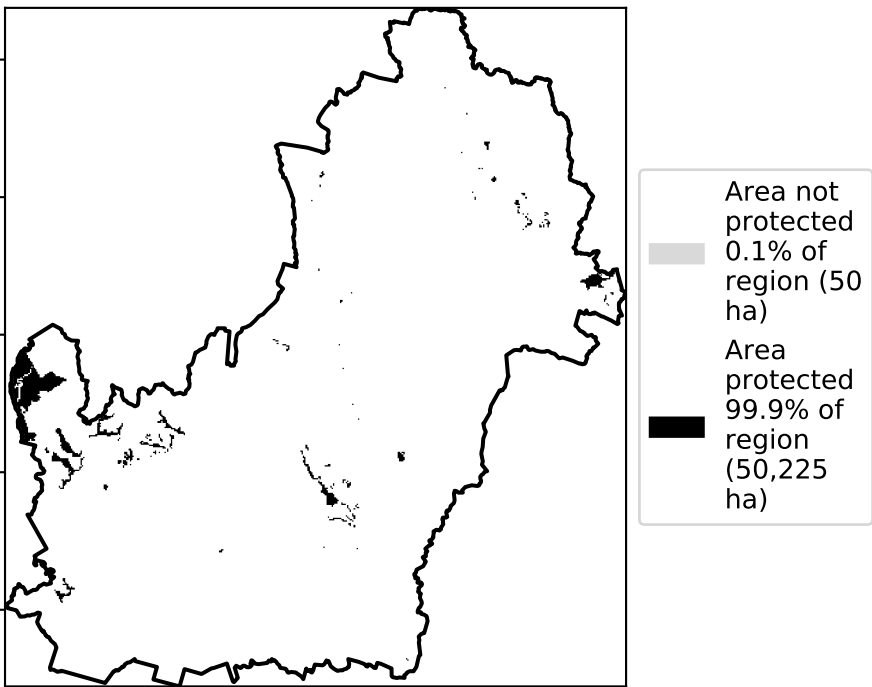 Area not
protected
0.1% of
region (50
ha)
Area
protected
99.9% of
region
(50,225
ha)